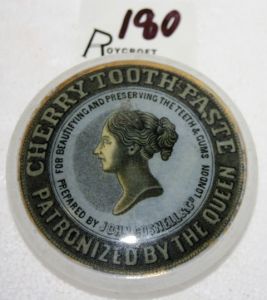 180
ROYCROFT
CHERRY TOOTH PASTE
FOR BEAUTIFYING AND PRESERVING THE TEETH & GUMS
PREPARED BY JOHN GOSNELL & CO LONDON
PATRONIZED BY THE QUEEN